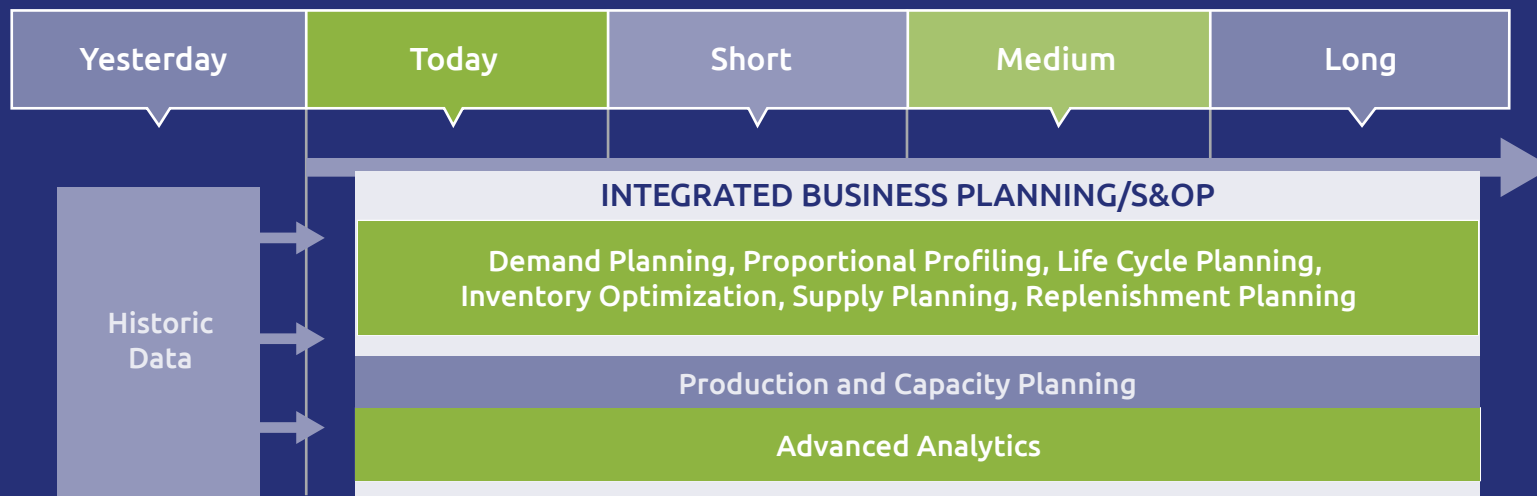 Yesterday
Today
Short
Medium
Long
INTEGRATED BUSINESS PLANNING/S&OP
Demand Planning, Proportional Profiling, Life Cycle Planning,
Inventory Optimization, Supply Planning, Replenishment Planning
Historic
Data
Production and Capacity Planning
Advanced Analytics